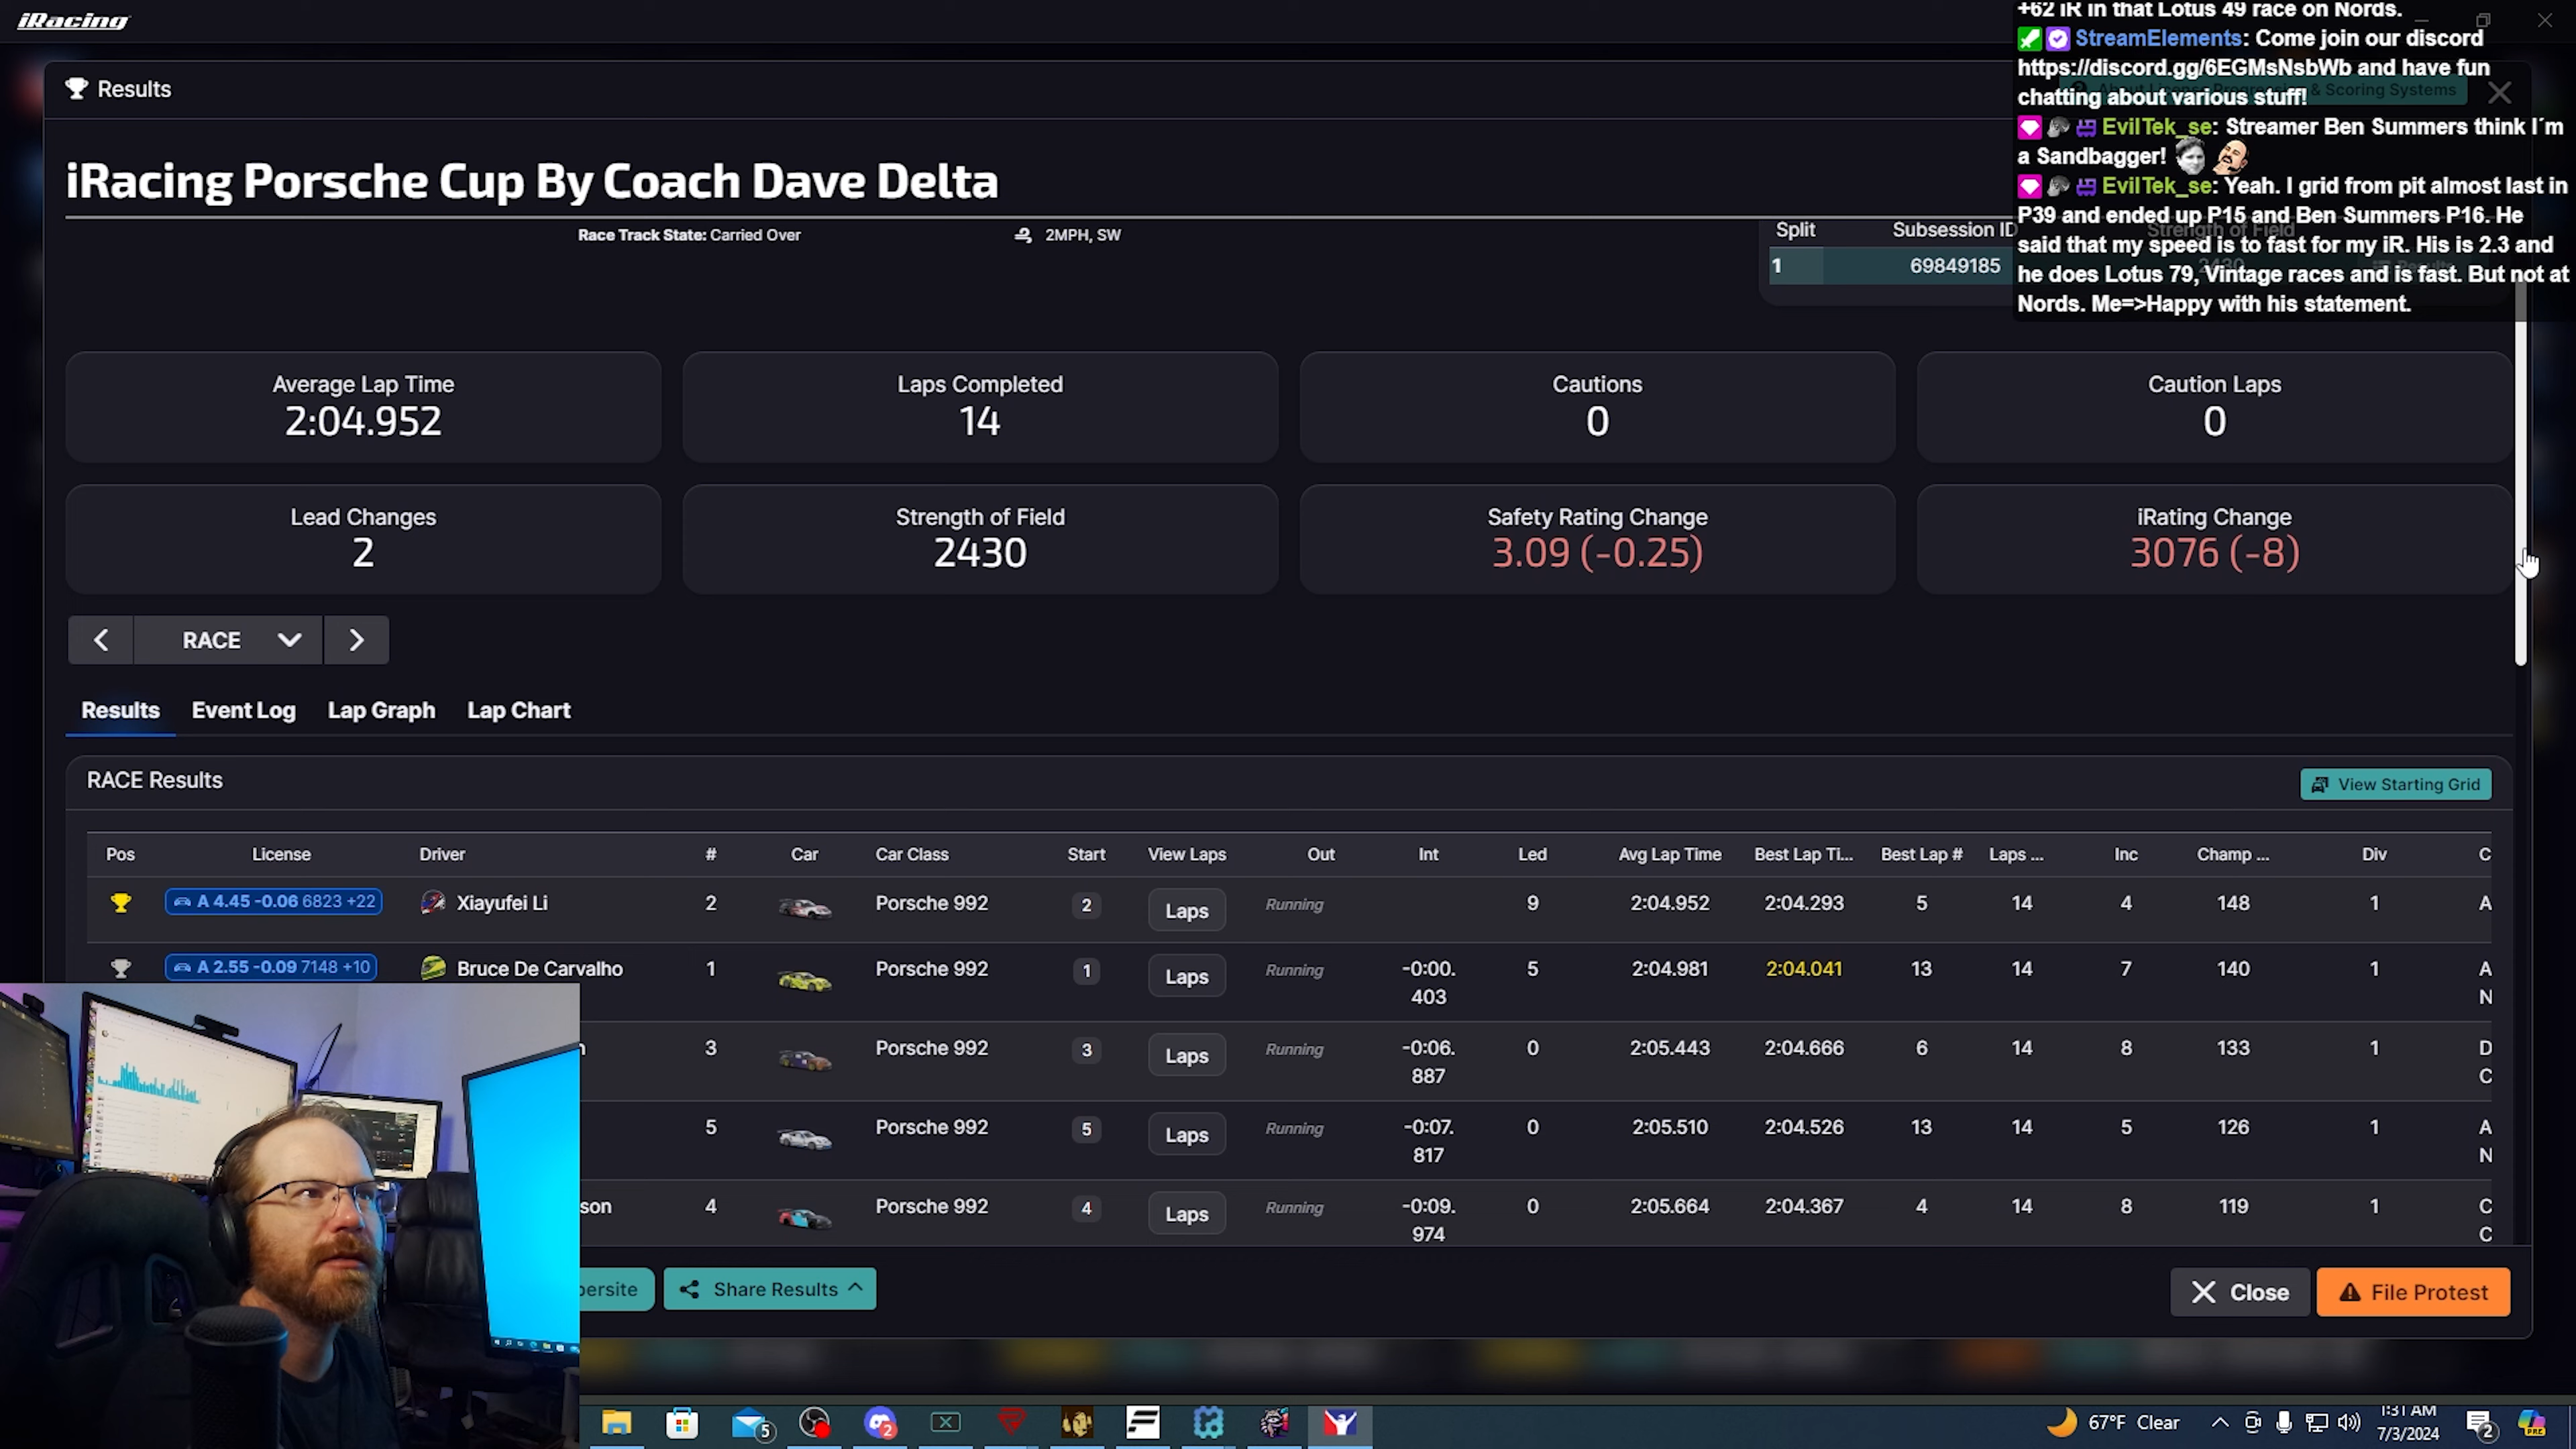 iRacing
+62 iR in that Lotus 49 race on Nords.
StreamElements: Come join our discord
https://discord.gg/6EGMsNsbWb and have fun
chatting about various stuff!
EvilTek_se: Streamer Ben Summers think I´m
a Sandbagger!
EvilTek_se: Yeah. I grid from pit almost last in
P39 and ended up P15 and Ben Summers P16. He
said that my speed is to fast for my iR. His is 2.3 and
he does Lotus 79, Vintage races and is fast. But not at
Nords. Me=>Happy with his statement.
Results
& Scoring Systems
iRacing Porsche Cup By Coach Dave Delta
Race Track State: Carried Over
2MPH, SW
Split Subsession ID Strength of Field
1 69849185 2430
Average Lap Time
2:04.952
Laps Completed
14
Cautions
0
Caution Laps
0
Lead Changes
2
Strength of Field
2430
Safety Rating Change
3.09 (-0.25)
iRating Change
3076 (-8)
RACE
Results Event Log Lap Graph Lap Chart
RACE Results
View Starting Grid
Pos License Driver # Car Car Class Start View Laps Out Int Led Avg Lap Time Best Lap Ti... Best Lap # Laps ... Inc Champ ... Div C
A 4.45 -0.06 6823 +22 Xiayufei Li 2 Porsche 992 2 Laps Running 9 2:04.952 2:04.293 5 14 4 148 1 A
A 2.55 -0.09 7148 +10 Bruce De Carvalho 1 Porsche 992 1 Laps Running -0:00.403 5 2:04.981 2:04.041 13 14 7 140 1 A N
3 Porsche 992 3 Laps Running -0:06.887 0 2:05.443 2:04.666 6 14 8 133 1 D C
5 Porsche 992 5 Laps Running -0:07.817 0 2:05.510 2:04.526 13 14 5 126 1 A N
son 4 Porsche 992 4 Laps Running -0:09.974 0 2:05.664 2:04.367 4 14 8 119 1 C C
bersite
Share Results
Close
File Protest
5
2
67°F Clear
1:31 AM
7/3/2024
2
PRE